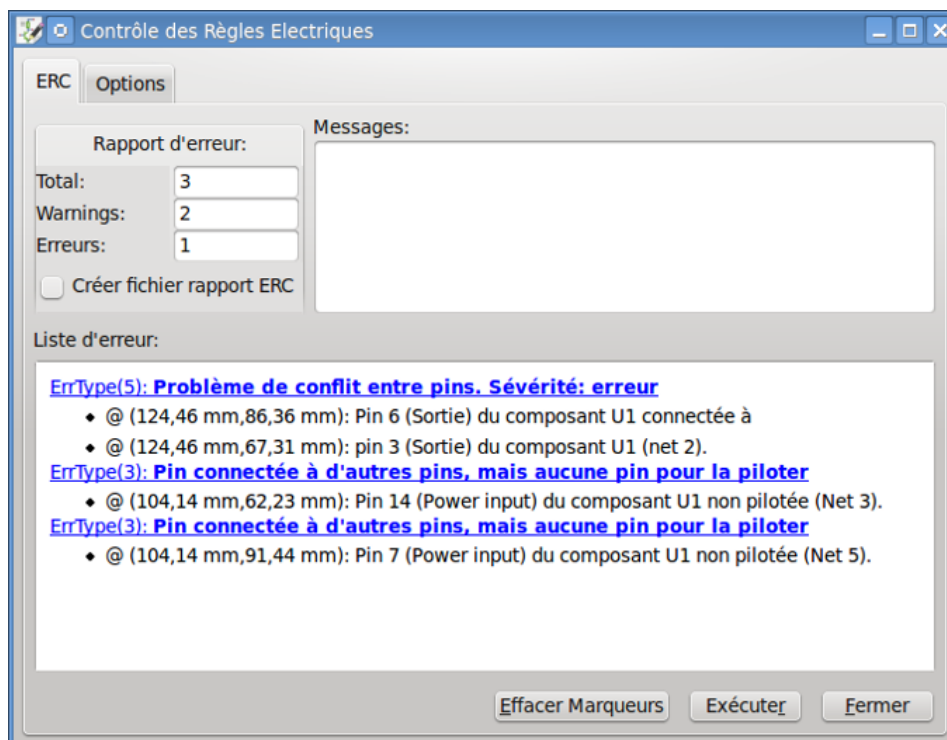 Contrôle des Règles Electriques
ERC Options
Rapport d'erreur:
Messages:
Total: 3
Warnings: 2
Erreurs: 1
Créer fichier rapport ERC
Liste d'erreur:
ErrType(5): Problème de conflit entre pins. Sévérité: erreur
@ (124,46 mm,86,36 mm): Pin 6 (Sortie) du composant U1 connectée à
@ (124,46 mm,67,31 mm): pin 3 (Sortie) du composant U1 (net 2).
ErrType(3): Pin connectée à d'autres pins, mais aucune pin pour la piloter
@ (104,14 mm,62,23 mm): Pin 14 (Power input) du composant U1 non pilotée (Net 3).
ErrType(3): Pin connectée à d'autres pins, mais aucune pin pour la piloter
@ (104,14 mm,91,44 mm): Pin 7 (Power input) du composant U1 non pilotée (Net 5).
Effacer Marqueurs Exécuter Fermer